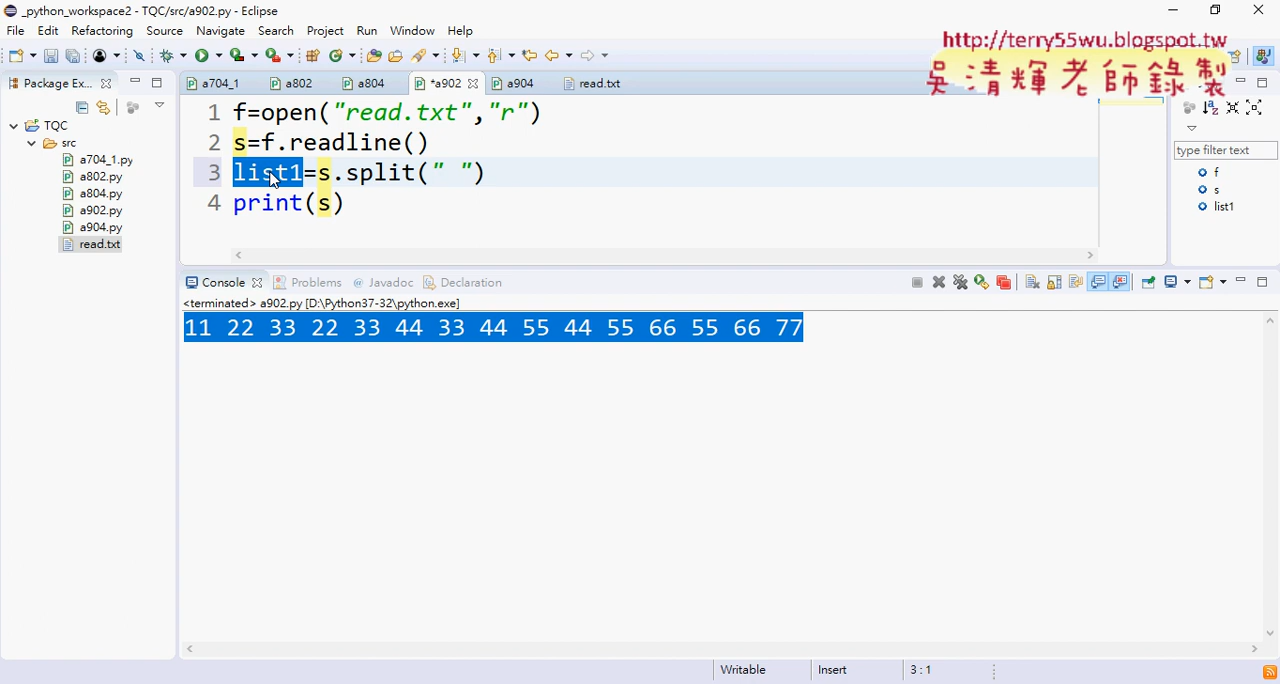 _python_workspace2 - TQC/src/a902.py - Eclipse
File Edit Refactoring Source Navigate Search Project Run Window Help
http://terry55wu.blogspot.tw
吳清輝老師錄製
Package Ex...
a704_1 a802 a804 *a902 a904 read.txt
TQC
src
a704_1.py
a802.py
a804.py
a902.py
a904.py
read.txt
1 f=open("read.txt","r")
2 s=f.readline()
3 list1=s.split(" ")
4 print(s)
type filter text
f
s
list1
Console Problems @ Javadoc Declaration
<terminated> a902.py [D:\Python37-32\python.exe]
11 22 33 22 33 44 33 44 55 44 55 66 55 66 77
Writable Insert 3 : 1